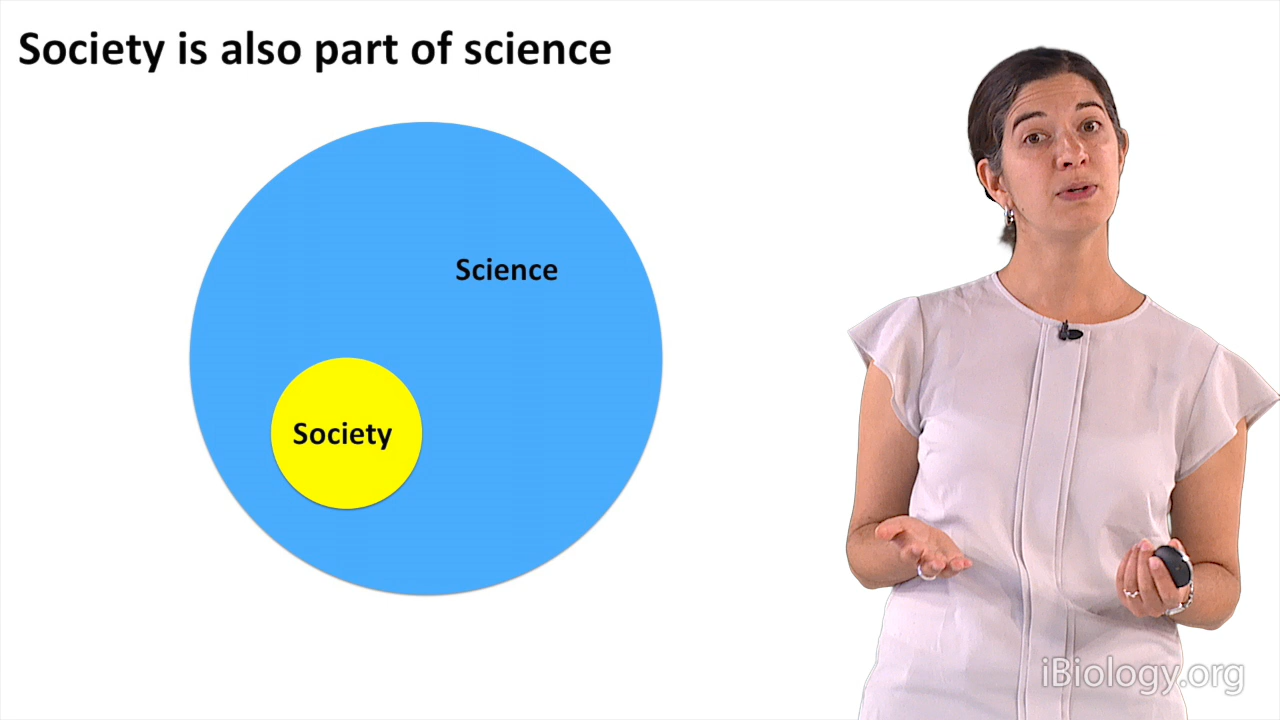 Society is also part of science
Science
Society
iBiology.org